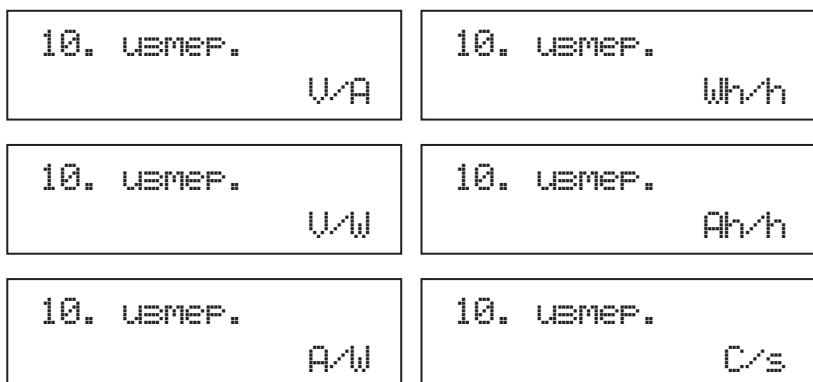 10. измер.
V/A
10. измер.
Wh/h
10. измер.
V/W
10. измер.
Ah/h
10. измер.
A/W
10. измер.
C/s